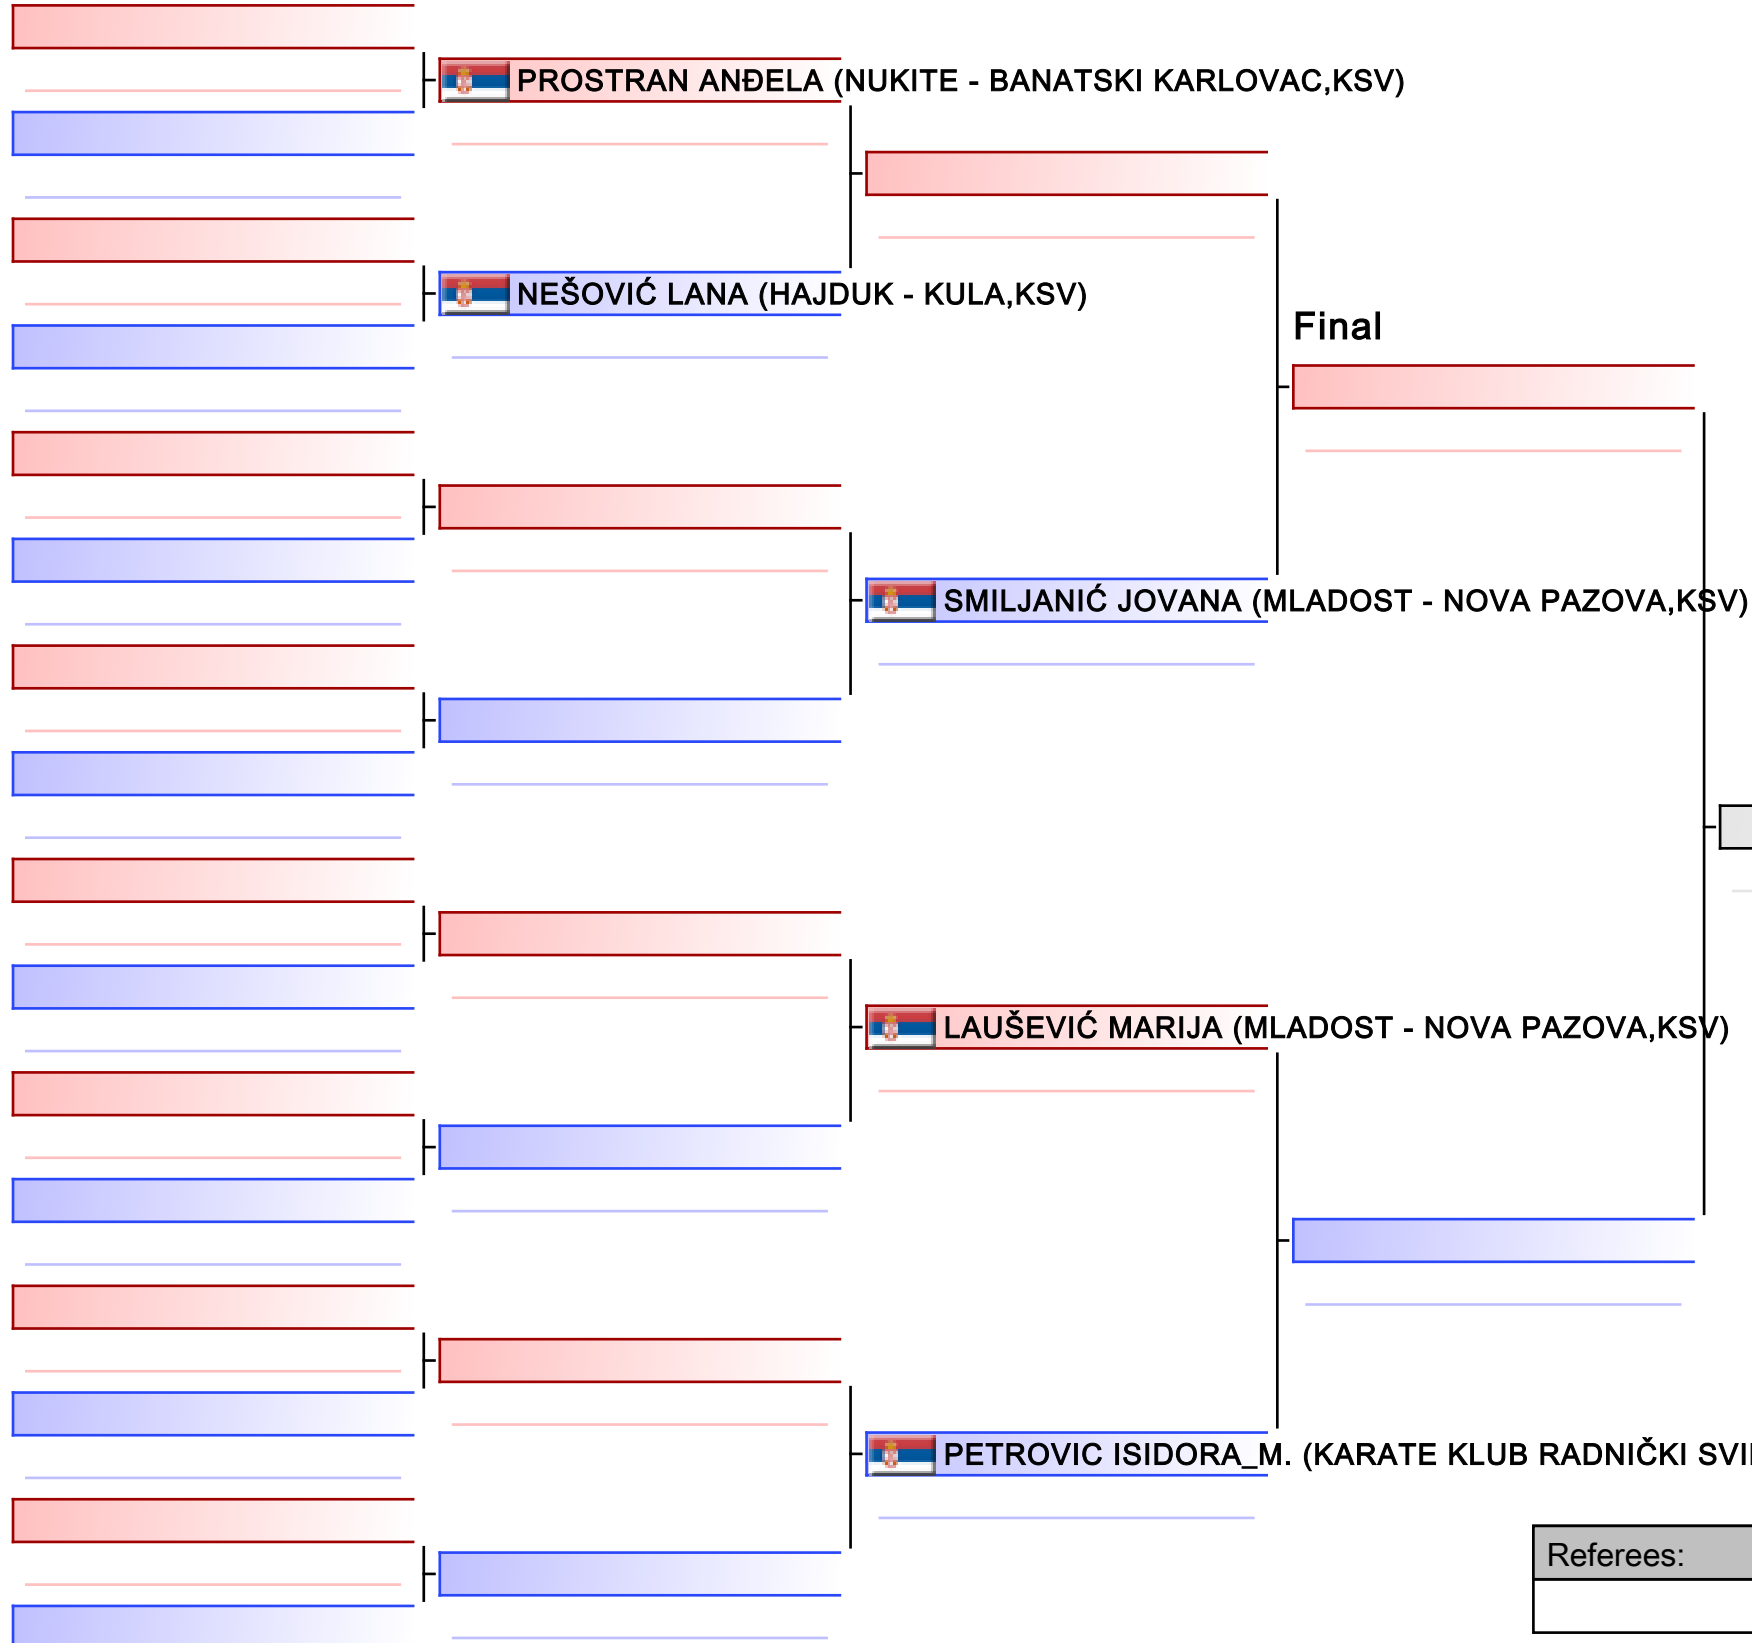 PROSTRAN ANĐELA (NUKITE - BANATSKI KARLOVAC,KSV)
NEŠOVIĆ LANA (HAJDUK - KULA,KSV)
Final
SMILJANIĆ JOVANA (MLADOST - NOVA PAZOVA,KSV)
LAUŠEVIĆ MARIJA (MLADOST - NOVA PAZOVA,KSV)
PETROVIC ISIDORA_M. (KARATE KLUB RADNIČKI
Referees: